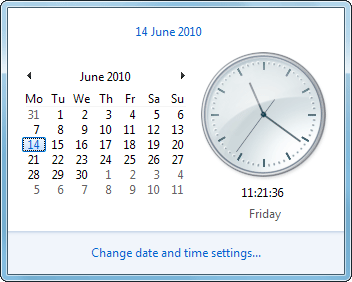 14 June 2010
June 2010
Mo Tu We Th Fr Sa Su
31 1 2 3 4 5 6
7 8 9 10 11 12 13
14 15 16 17 18 19 20
21 22 23 24 25 26 27
28 29 30 1 2 3 4
5 6 7 8 9 10 11
11:21:36
Friday
Change date and time settings...